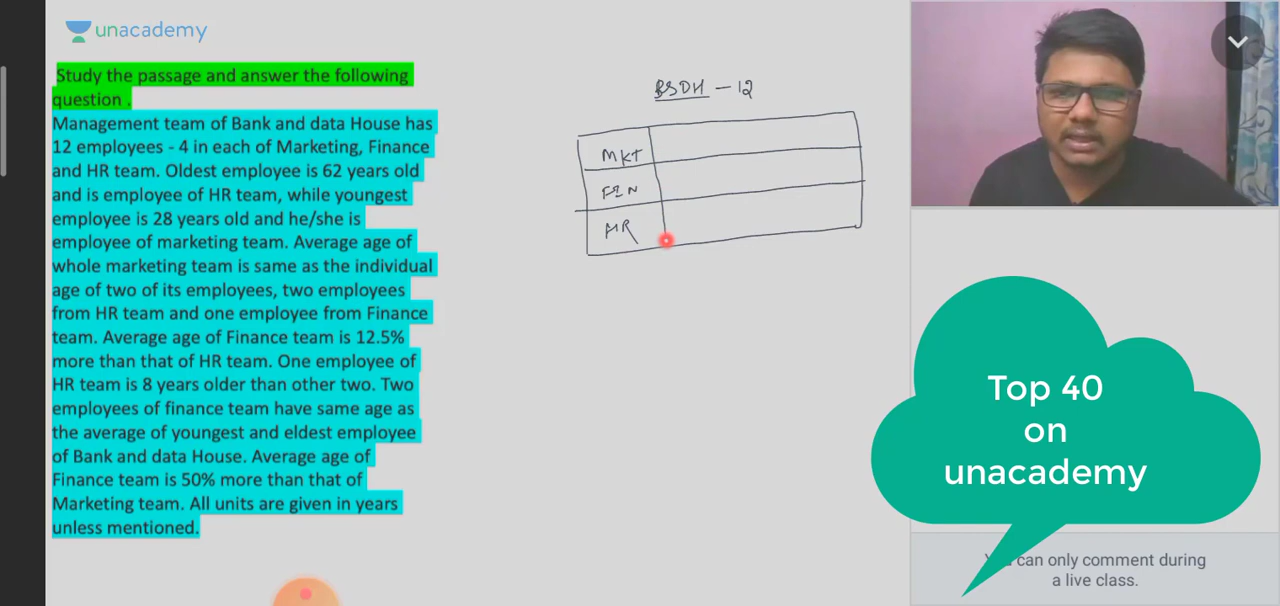 unacademy
Study the passage and answer the following
question .
Management team of Bank and data House has
12 employees - 4 in each of Marketing, Finance
and HR team. Oldest employee is 62 years old
and is employee of HR team, while youngest
employee is 28 years old and he/she is
employee of marketing team. Average age of
whole marketing team is same as the individual
age of two of its employees, two employees
from HR team and one employee from Finance
team. Average age of Finance team is 12.5%
more than that of HR team. One employee of
HR team is 8 years older than other two. Two
employees of finance team have same age as
the average of youngest and eldest employee
of Bank and data House. Average age of
Finance team is 50% more than that of
Marketing team. All units are given in years
unless mentioned.
BSDH - 12
MKT
FIN
HR
Top 40
on
unacademy
can only comment during
a live class.